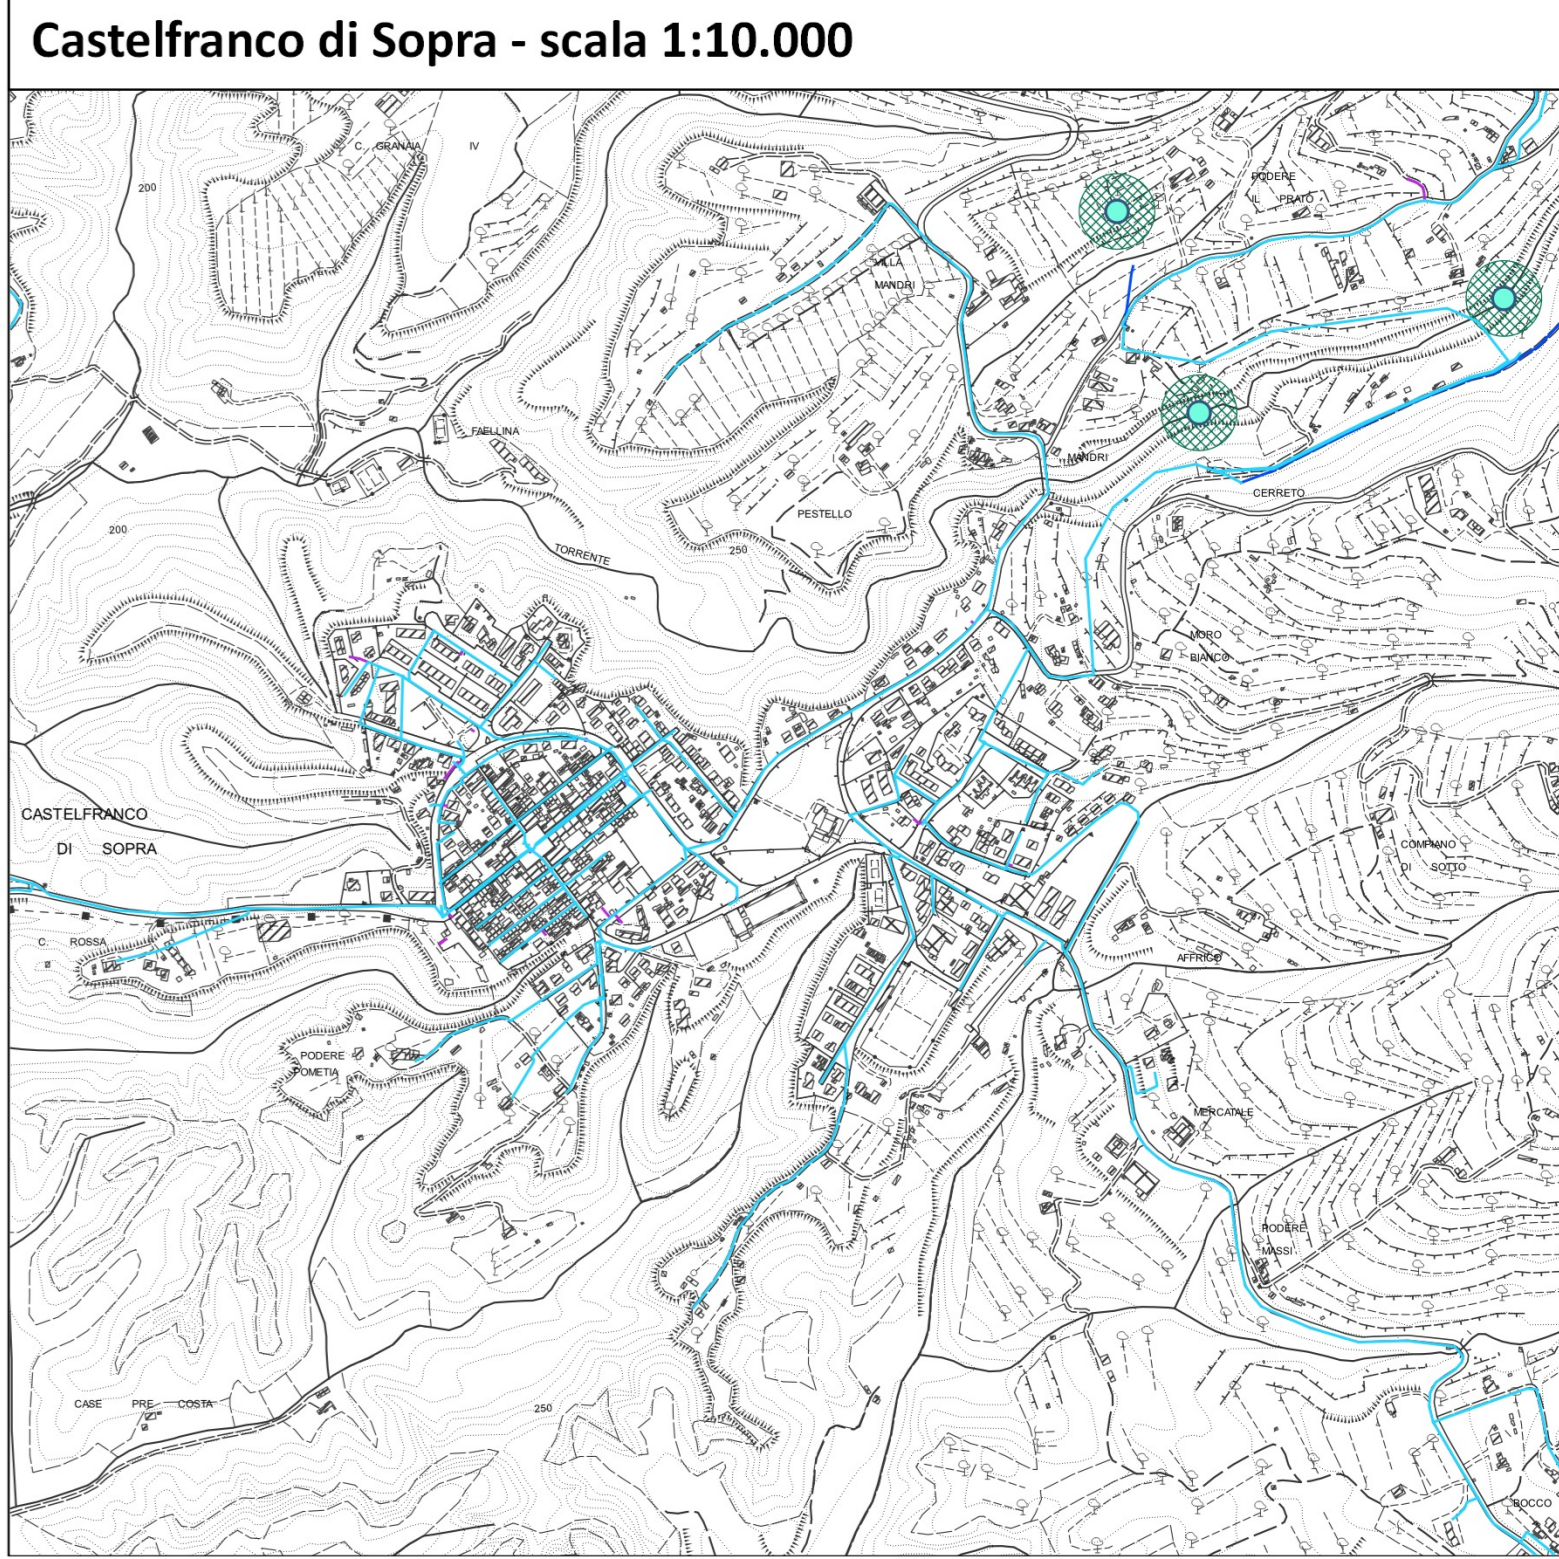 Castelfranco di Sopra - scala 1:10.000
C. GRANAIA IV
200
PODERE
IL PRATO
VILLA
MANDRI
FAELLINA
MANDRI
CERRETO
PESTELLO
200
TORRENTE
250
MORO
BIANCO
CASTELFRANCO
DI SOPRA
COMPIANO
DI SOTTO
C. ROSSA
AFFRICO
PODERE
POMETIA
MERCATALE
PODERE
MASSI
CASE PRE COSTA
250
BOCCO